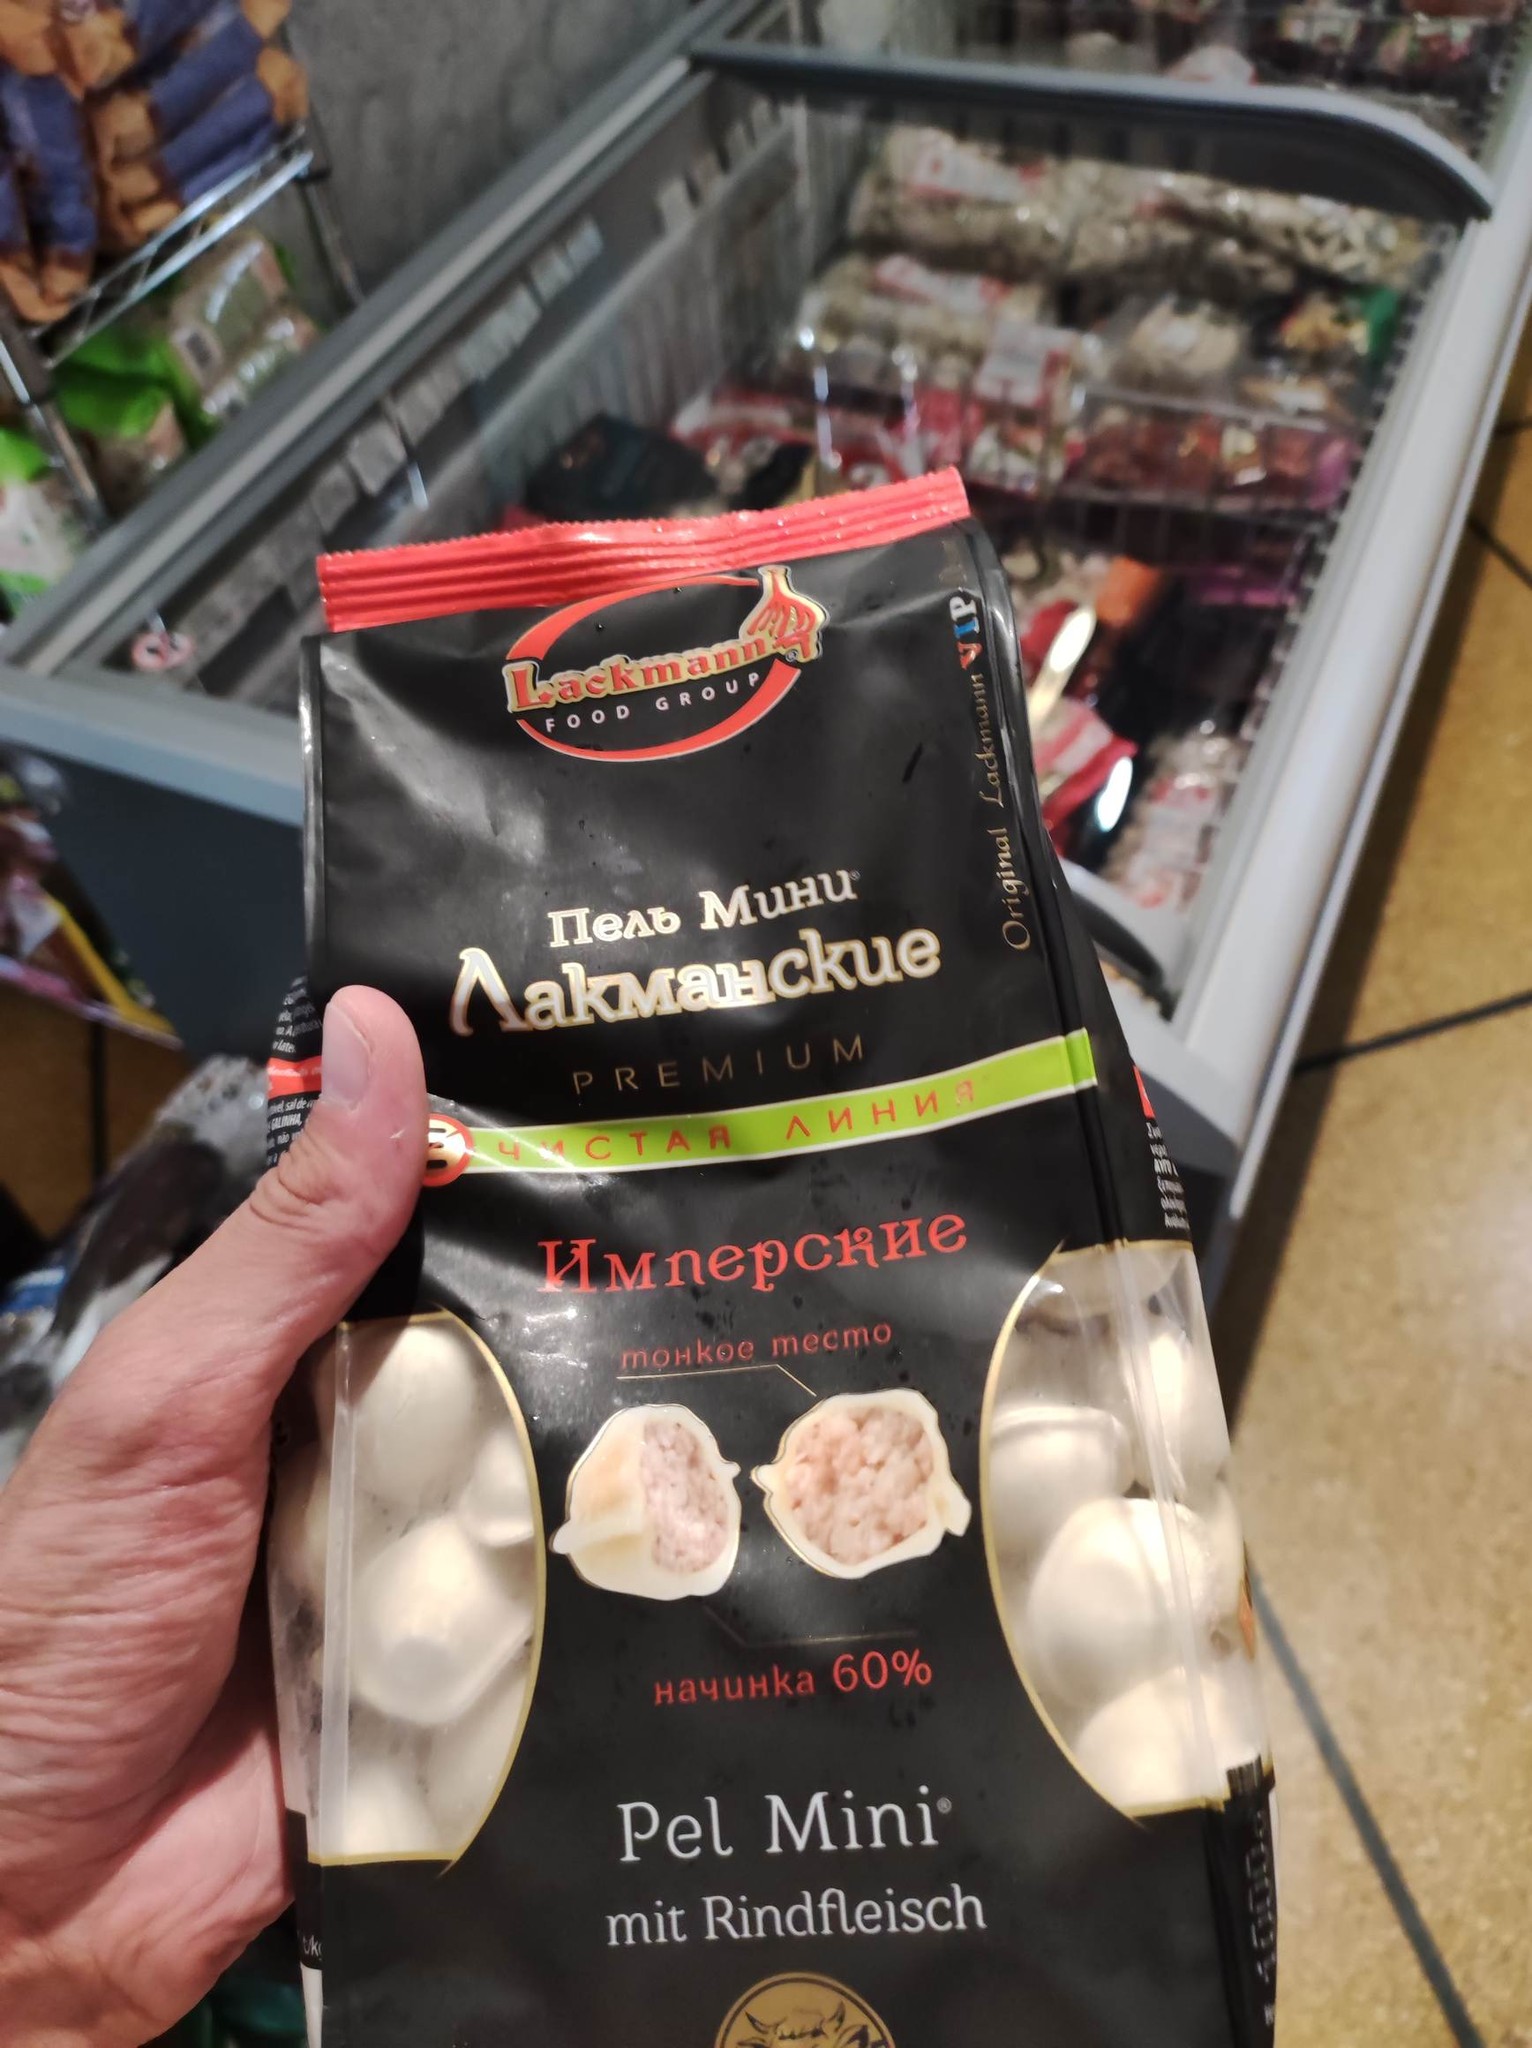 Lackmann
FOOD GROUP
Original Lackmann VIP
Пель Мини®
Лакманские
PREMIUM
ЧИСТАЯ ЛИНИЯ
Имперские
тонкое тесто
начинка 60%
Pel Mini®
mit Rindfleisch
GALINHA,